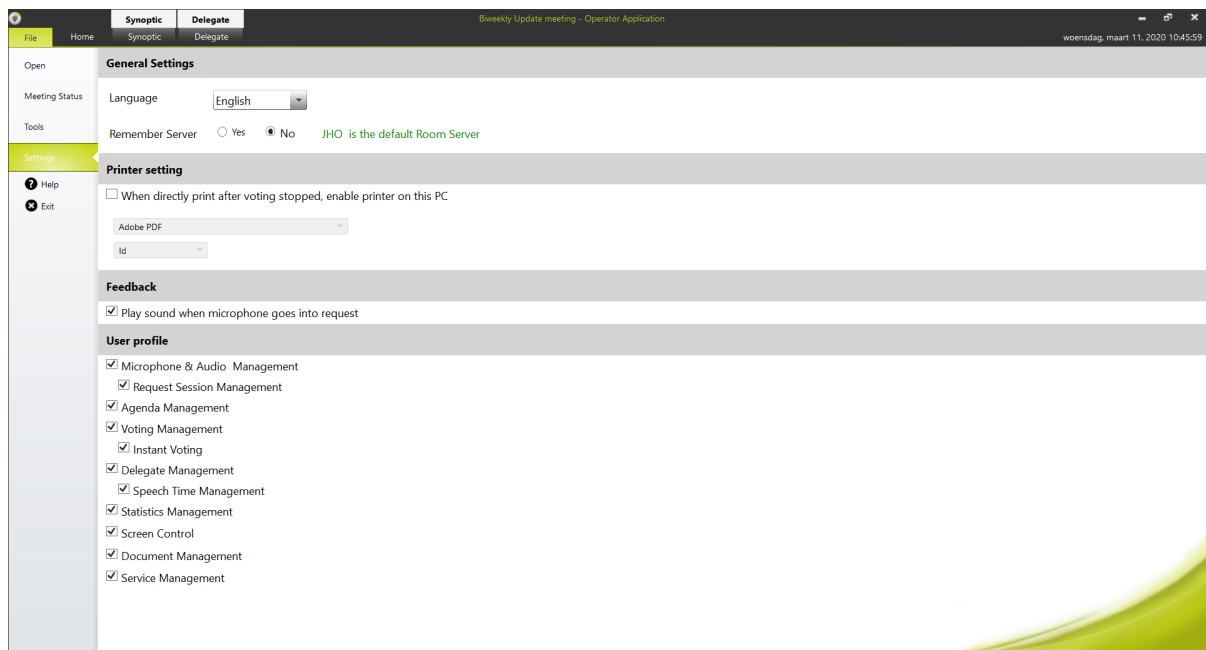 Synoptic Delegate Biweekly Update meeting - Operator Application
File Home Synoptic Delegate woensdag, maart 11, 2020 10:45:59
Open
Meeting Status
Tools
Settings
Help
Exit
General Settings
Language English
Remember Server Yes No JHO is the default Room Server
Printer setting
When directly print after voting stopped, enable printer on this PC
Adobe PDF
Id
Feedback
Play sound when microphone goes into request
User profile
Microphone & Audio Management
Request Session Management
Agenda Management
Voting Management
Instant Voting
Delegate Management
Speech Time Management
Statistics Management
Screen Control
Document Management
Service Management